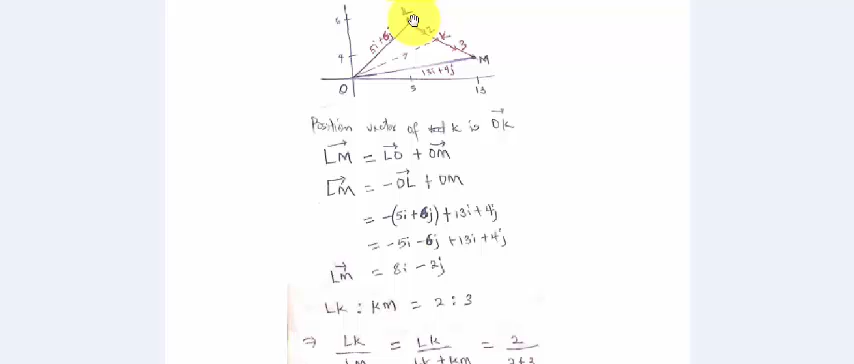 L
6
5i+6j
2
K
3
4
?
M
13i+4j
O
5
13
Position vector of K is OK
LM = LO + OM
LM = -OL + OM
= -(5i+6j)+13i+4j
= -5i-6j+13i+4j
LM = 8i-2j
LK : KM = 2 : 3
⇒ LK/LM = LK/LK+KM = 2/2+3